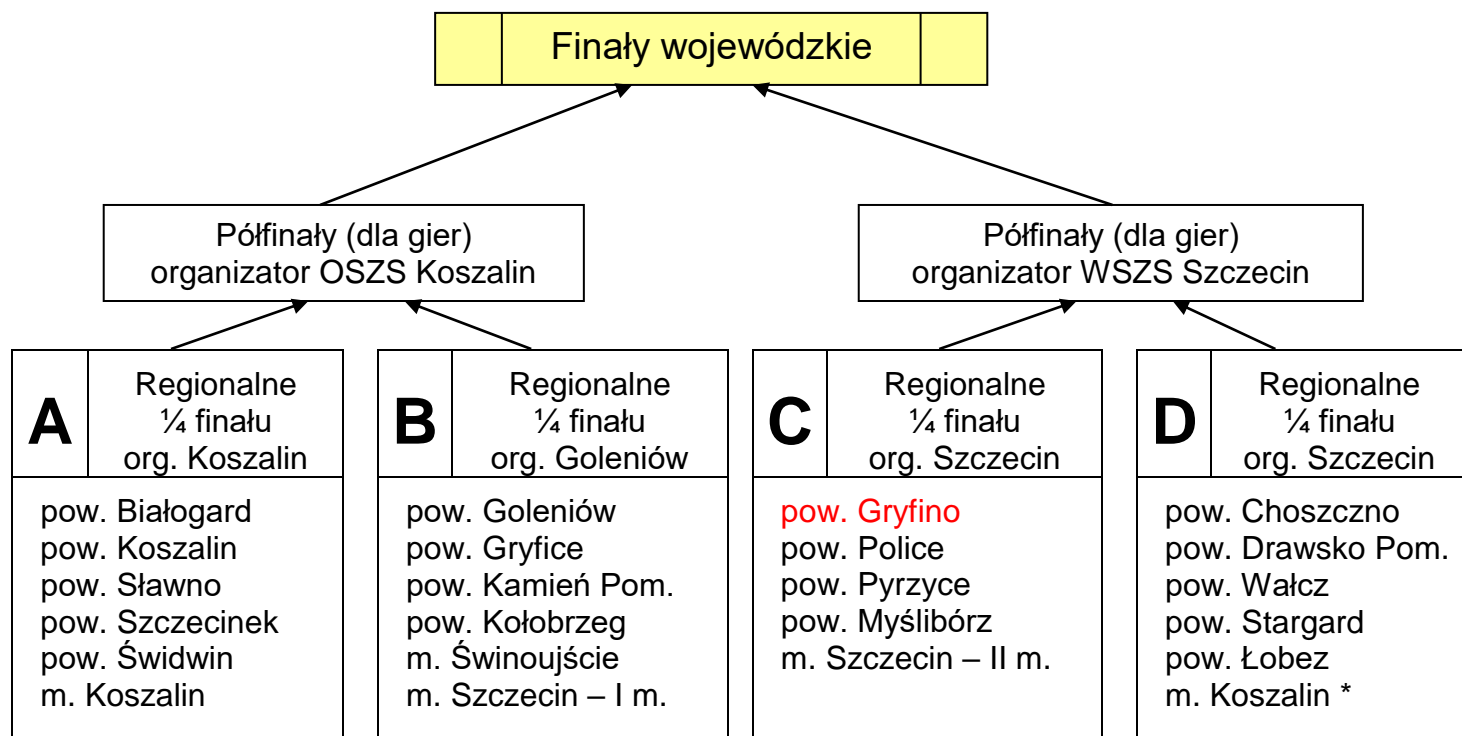 Finały wojewódzkie
Półfinały (dla gier)
organizator OSZS Koszalin
Półfinały (dla gier)
organizator WSZS Szczecin
A
Regionalne
¼ finału
org. Koszalin
pow. Białogard
pow. Koszalin
pow. Sławno
pow. Szczecinek
pow. Świdwin
m. Koszalin
B
Regionalne
¼ finału
org. Goleniów
pow. Goleniów
pow. Gryfice
pow. Kamień Pom.
pow. Kołobrzeg
m. Świnoujście
m. Szczecin – I m.
C
Regionalne
¼ finału
org. Szczecin
pow. Gryfino
pow. Police
pow. Pyrzyce
pow. Myślibórz
m. Szczecin – II m.
D
Regionalne
¼ finału
org. Szczecin
pow. Choszczno
pow. Drawsko Pom.
pow. Wałcz
pow. Stargard
pow. Łobez
m. Koszalin *